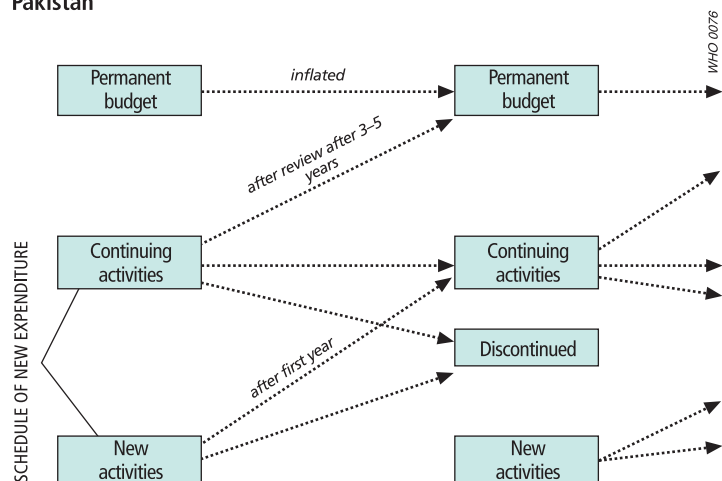 Pakistan
WHO 0076
Permanent
budget
inflated
Permanent
budget
after review after 3–5
years
SCHEDULE OF NEW EXPENDITURE
Continuing
activities
Continuing
activities
Discontinued
after first year
New
activities
New
activities